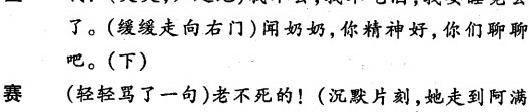 了。(缓缓走向右门)闻奶奶,你精神好,你们聊聊
吧。(下)
赛 (轻轻骂了一句)老不死的!(沉默片刻,她走到阿满